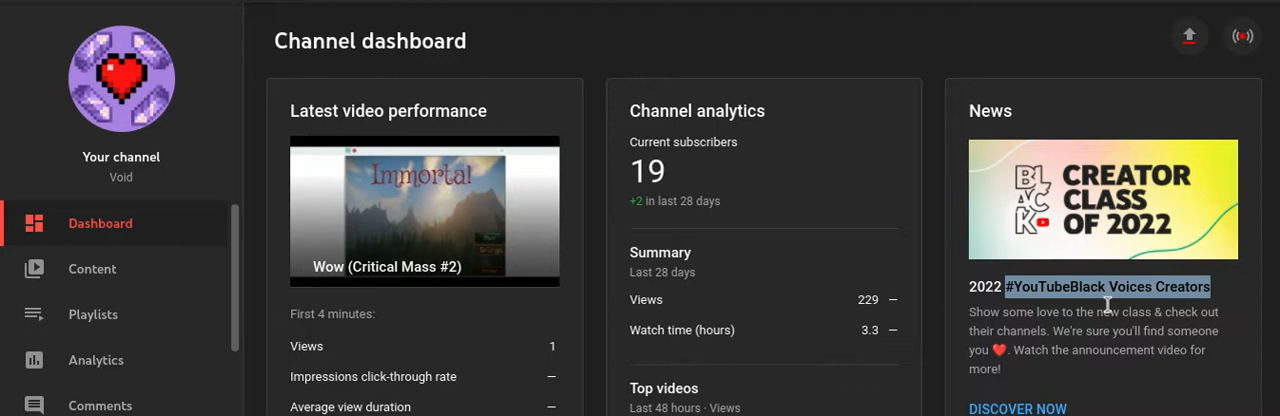 Channel dashboard
Your channel
Void
Dashboard
Content
Playlists
Analytics
Comments
Latest video performance
Immortal
Wow (Critical Mass #2)
First 4 minutes:
Views 1
Impressions click-through rate —
Average view duration —
Channel analytics
Current subscribers
19
+2 in last 28 days
Summary
Last 28 days
Views 229 —
Watch time (hours) 3.3 —
Top videos
Last 48 hours · Views
News
BLACK
CREATOR
CLASS
OF 2022
2022 #YouTubeBlack Voices Creators
Show some love to the new class & check out
their channels. We're sure you'll find someone
you ❤️. Watch the announcement video for
more!
DISCOVER NOW